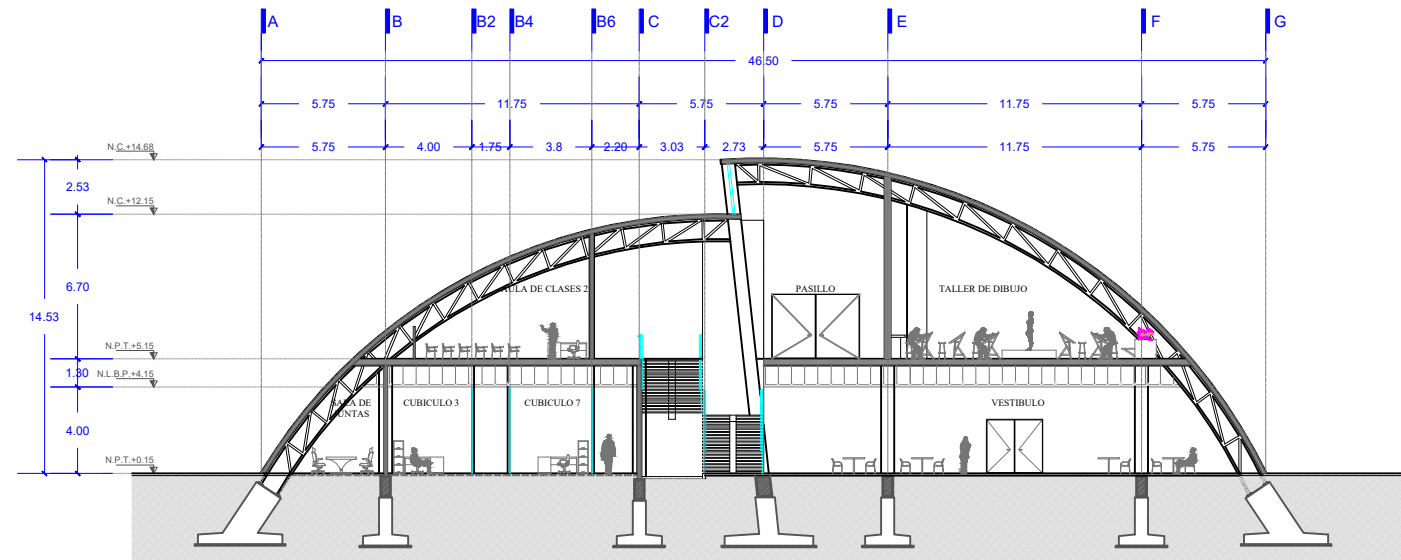 A B B2 B4 B6 C C2 D E F G
46.50
5.75 11.75 5.75 5.75 11.75 5.75
5.75 4.00 1.75 3.8 2.20 3.03 2.73 5.75 11.75 5.75
N.C.+14.68
2.53
N.C.+12.15
6.70
AULA DE CLASES 2
PASILLO
TALLER DE DIBUJO
14.53
N.P.T.+5.15
1.30
N.L.B.P.+4.15
SALA DE
JUNTAS
CUBICULO 3
CUBICULO 7
VESTIBULO
4.00
N.P.T.+0.15